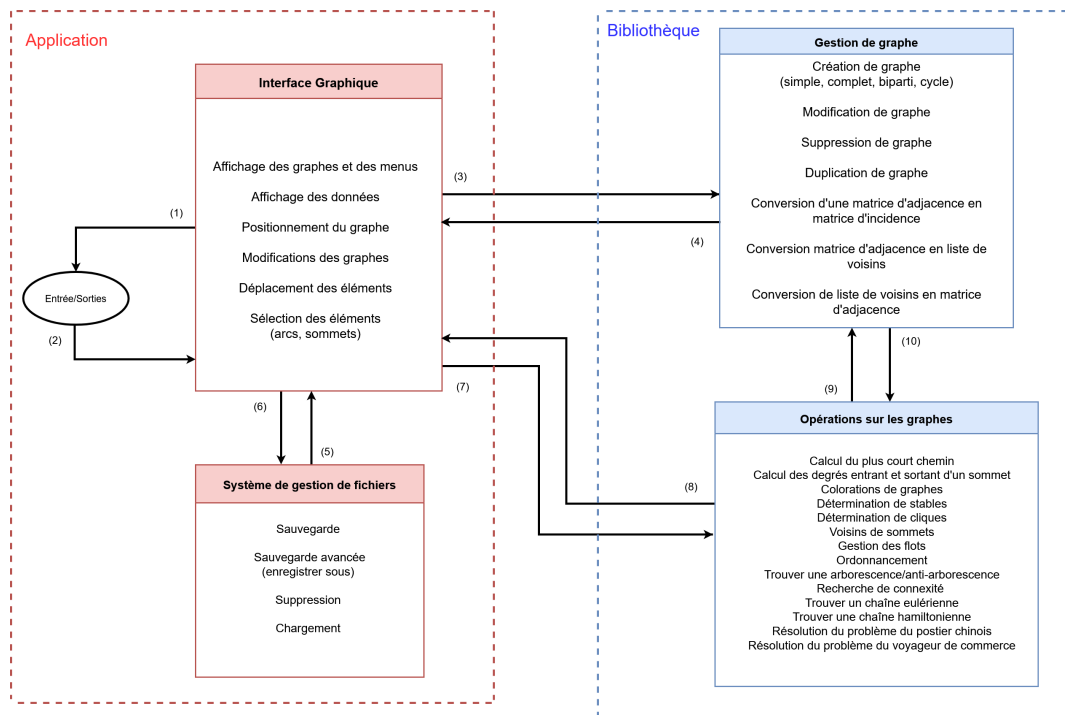 Application
Interface Graphique
Affichage des graphes et des menus
Affichage des données
Positionnement du graphe
Modifications des graphes
Déplacement des éléments
Sélection des éléments
(arcs, sommets)
(1)
Entrée/Sorties
(2)
(3)
(4)
(6)
(5)
(7)
(8)
Système de gestion de fichiers
Sauvegarde
Sauvegarde avancée
(enregistrer sous)
Suppression
Chargement
Bibliothèque
Gestion de graphe
Création de graphe
(simple, complet, biparti, cycle)
Modification de graphe
Suppression de graphe
Duplication de graphe
Conversion d'une matrice d'adjacence en
matrice d'incidence
Conversion matrice d'adjacence en liste de
voisins
Conversion de liste de voisins en matrice
d'adjacence
(9)
(10)
Opérations sur les graphes
Calcul du plus court chemin
Calcul des degrés entrant et sortant d'un sommet
Colorations de graphes
Détermination de stables
Détermination de cliques
Voisins de sommets
Gestion des flots
Ordonnancement
Trouver une arborescence/anti-arborescence
Recherche de connexité
Trouver un chaîne eulérienne
Trouver une chaîne hamiltonienne
Résolution du problème du postier chinois
Résolution du problème du voyageur de commerce